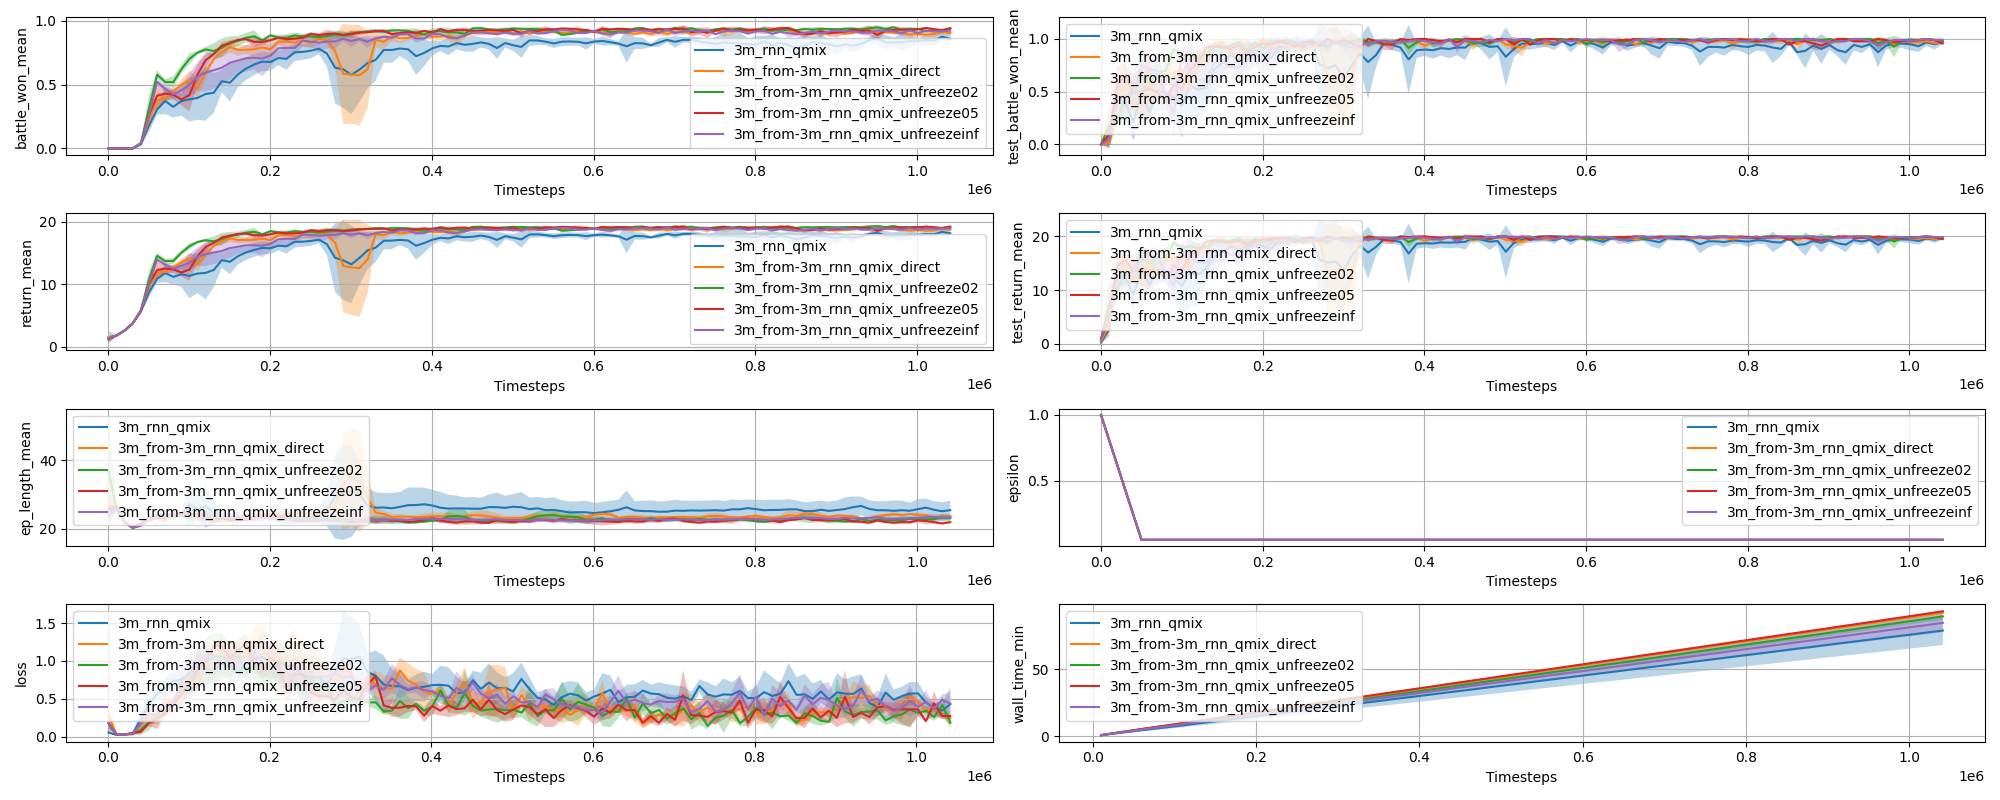 battle_won_mean
1.0
0.5
0.0
3m_rnn_qmix
3m_from-3m_rnn_qmix_direct
3m_from-3m_rnn_qmix_unfreeze02
3m_from-3m_rnn_qmix_unfreeze05
3m_from-3m_rnn_qmix_unfreezeinf
0.0 0.2 0.4 0.6 0.8 1.0
1e6
Timesteps
test_battle_won_mean
1.0
0.5
0.0
3m_rnn_qmix
3m_from-3m_rnn_qmix_direct
3m_from-3m_rnn_qmix_unfreeze02
3m_from-3m_rnn_qmix_unfreeze05
3m_from-3m_rnn_qmix_unfreezeinf
0.0 0.2 0.4 0.6 0.8 1.0
1e6
Timesteps
return_mean
20
10
0
3m_rnn_qmix
3m_from-3m_rnn_qmix_direct
3m_from-3m_rnn_qmix_unfreeze02
3m_from-3m_rnn_qmix_unfreeze05
3m_from-3m_rnn_qmix_unfreezeinf
0.0 0.2 0.4 0.6 0.8 1.0
1e6
Timesteps
test_return_mean
20
10
0
3m_rnn_qmix
3m_from-3m_rnn_qmix_direct
3m_from-3m_rnn_qmix_unfreeze02
3m_from-3m_rnn_qmix_unfreeze05
3m_from-3m_rnn_qmix_unfreezeinf
0.0 0.2 0.4 0.6 0.8 1.0
1e6
Timesteps
ep_length_mean
40
20
3m_rnn_qmix
3m_from-3m_rnn_qmix_direct
3m_from-3m_rnn_qmix_unfreeze02
3m_from-3m_rnn_qmix_unfreeze05
3m_from-3m_rnn_qmix_unfreezeinf
0.0 0.2 0.4 0.6 0.8 1.0
1e6
Timesteps
epsilon
1.0
0.5
3m_rnn_qmix
3m_from-3m_rnn_qmix_direct
3m_from-3m_rnn_qmix_unfreeze02
3m_from-3m_rnn_qmix_unfreeze05
3m_from-3m_rnn_qmix_unfreezeinf
0.0 0.2 0.4 0.6 0.8 1.0
1e6
Timesteps
loss
1.5
1.0
0.5
0.0
3m_rnn_qmix
3m_from-3m_rnn_qmix_direct
3m_from-3m_rnn_qmix_unfreeze02
3m_from-3m_rnn_qmix_unfreeze05
3m_from-3m_rnn_qmix_unfreezeinf
0.0 0.2 0.4 0.6 0.8 1.0
1e6
Timesteps
wall_time_min
50
0
3m_rnn_qmix
3m_from-3m_rnn_qmix_direct
3m_from-3m_rnn_qmix_unfreeze02
3m_from-3m_rnn_qmix_unfreeze05
3m_from-3m_rnn_qmix_unfreezeinf
0.0 0.2 0.4 0.6 0.8 1.0
1e6
Timesteps